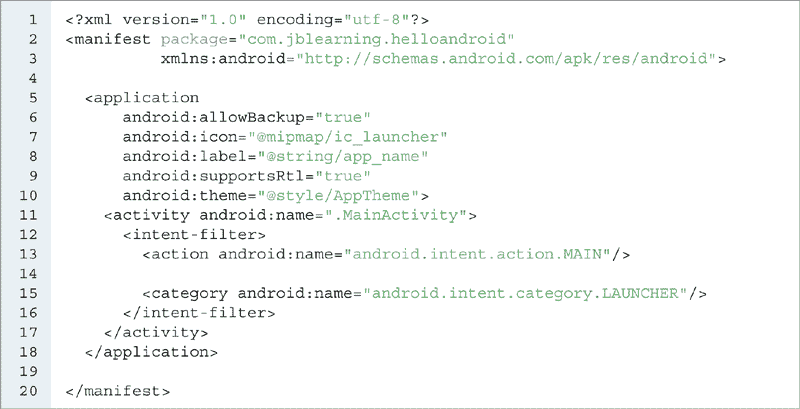 1 <?xml version="1.0" encoding="utf-8"?>
2 <manifest package="com.jblearning.helloandroid"
3           xmlns:android="http://schemas.android.com/apk/res/android">
4
5   <application
6       android:allowBackup="true"
7       android:icon="@mipmap/ic_launcher"
8       android:label="@string/app_name"
9       android:supportsRtl="true"
10       android:theme="@style/AppTheme">
11     <activity android:name=".MainActivity">
12       <intent-filter>
13         <action android:name="android.intent.action.MAIN"/>
14
15         <category android:name="android.intent.category.LAUNCHER"/>
16       </intent-filter>
17     </activity>
18   </application>
19
20 </manifest>